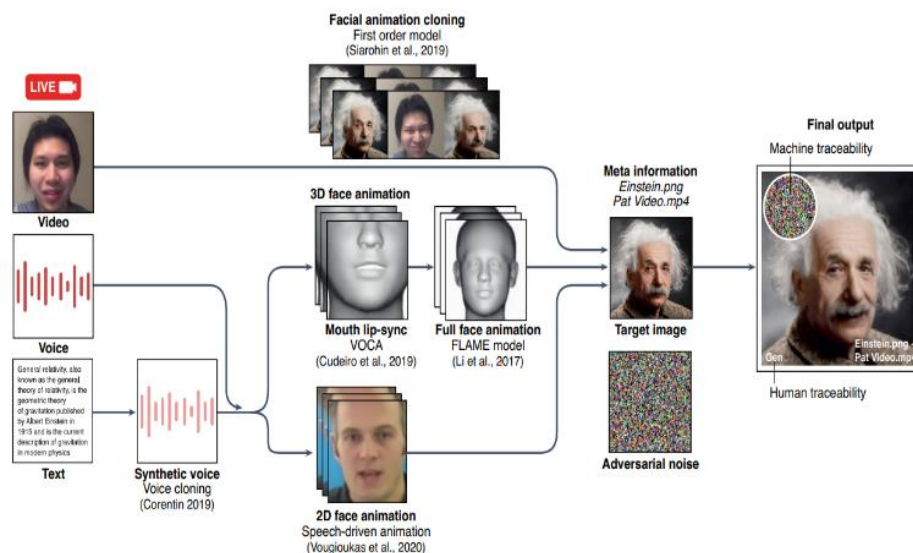 Facial animation cloning
First order model
(Siarohin et al., 2019)
LIVE
Video
Voice
General relativity, also
known as the general
theory of relativity, is the
geometric theory
of gravitation published
by Albert Einstein in
1915 and is the current
description of gravitation
in modern physics
Text
Synthetic voice
Voice cloning
(Corentin 2019)
3D face animation
Mouth lip-sync
VOCA
(Cudeiro et al., 2019)
Full face animation
FLAME model
(Li et al., 2017)
2D face animation
Speech-driven animation
(Vougioukas et al., 2020)
Meta information
Einstein.png
Pat Video.mp4
Target image
Adversarial noise
Final output
Machine traceability
Gen
Einstein.png -
Pat Video.mp4
Human traceability